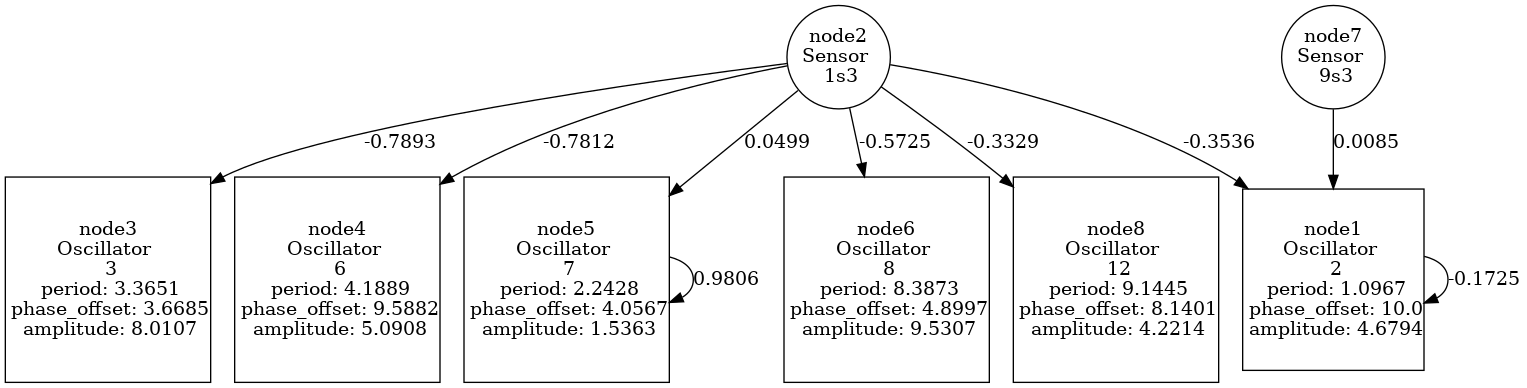 node2
Sensor
1s3
node7
Sensor
9s3
-0.7893
-0.7812
0.0499
-0.5725
-0.3329
-0.3536
0.0085
node3
Oscillator
3
period: 3.3651
phase_offset: 3.6685
amplitude: 8.0107
node4
Oscillator
6
period: 4.1889
phase_offset: 9.5882
amplitude: 5.0908
node5
Oscillator
7
period: 2.2428
phase_offset: 4.0567
amplitude: 1.5363
0.9806
node6
Oscillator
8
period: 8.3873
phase_offset: 4.8997
amplitude: 9.5307
node8
Oscillator
12
period: 9.1445
phase_offset: 8.1401
amplitude: 4.2214
node1
Oscillator
2
period: 1.0967
phase_offset: 10.0
amplitude: 4.6794
-0.1725